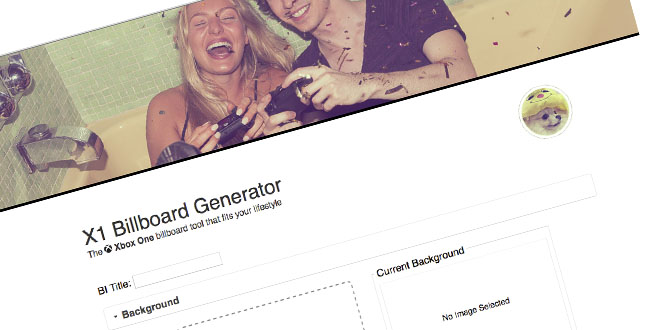 X1 Billboard Generator
The Xbox One billboard tool that fits your lifestyle
BI Title:
Background
Current Background
No Image Selected